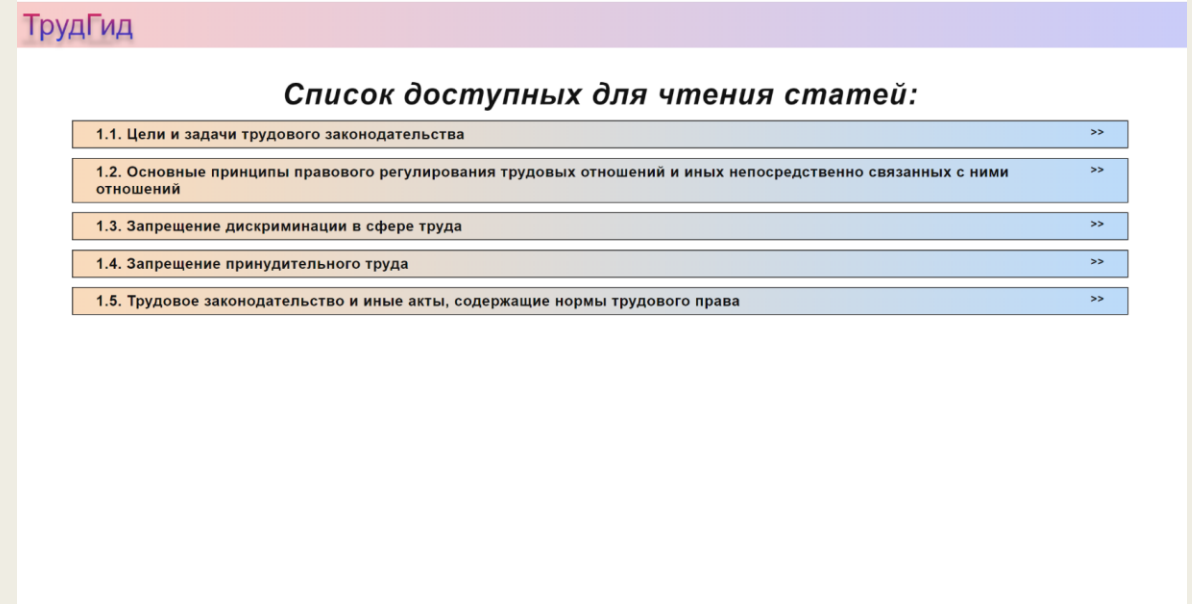 ТрудГид
Список доступных для чтения статей:
1.1. Цели и задачи трудового законодательства >>
1.2. Основные принципы правового регулирования трудовых отношений и иных непосредственно связанных с ними >>
отношений
1.3. Запрещение дискриминации в сфере труда >>
1.4. Запрещение принудительного труда >>
1.5. Трудовое законодательство и иные акты, содержащие нормы трудового права >>